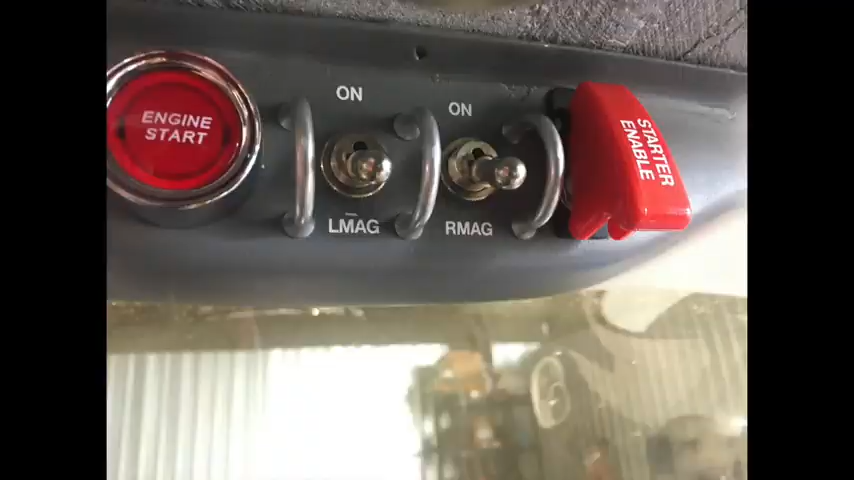 ENGINE
START
ON
LMAG
ON
RMAG
STARTER
ENABLE